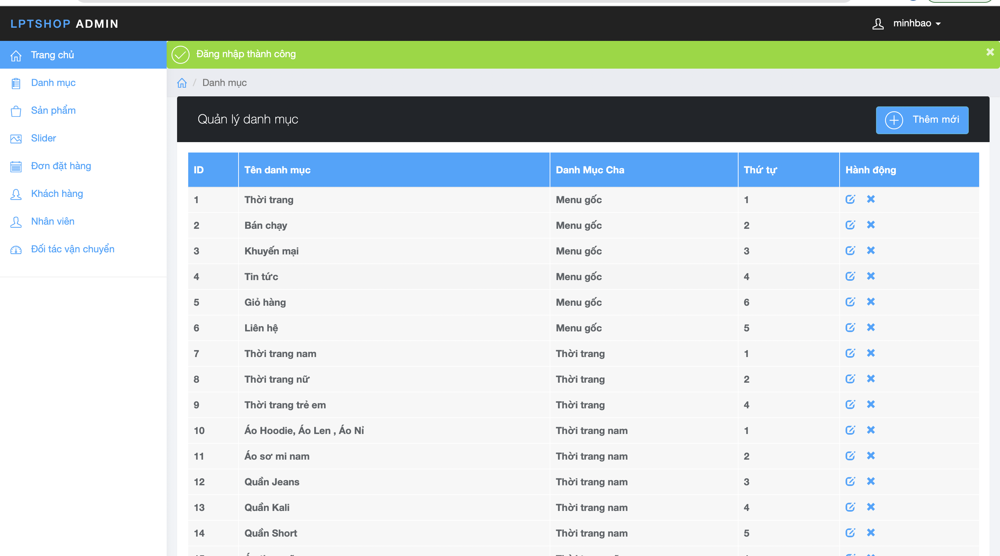 LPTSHOP ADMIN
minhbao
Trang chủ
Danh mục
Sản phẩm
Slider
Đơn đặt hàng
Khách hàng
Nhân viên
Đối tác vận chuyển
Đăng nhập thành công
/ Danh mục
Quản lý danh mục
Thêm mới
ID Tên danh mục Danh Mục Cha Thứ tự Hành động
1 Thời trang Menu gốc 1
2 Bán chạy Menu gốc 2
3 Khuyến mại Menu gốc 3
4 Tin tức Menu gốc 4
5 Giỏ hàng Menu gốc 6
6 Liên hệ Menu gốc 5
7 Thời trang nam Thời trang 1
8 Thời trang nữ Thời trang 2
9 Thời trang trẻ em Thời trang 4
10 Áo Hoodie, Áo Len , Áo Nỉ Thời trang nam 1
11 Áo sơ mi nam Thời trang nam 2
12 Quần Jeans Thời trang nam 3
13 Quần Kali Thời trang nam 4
14 Quần Short Thời trang nam 5